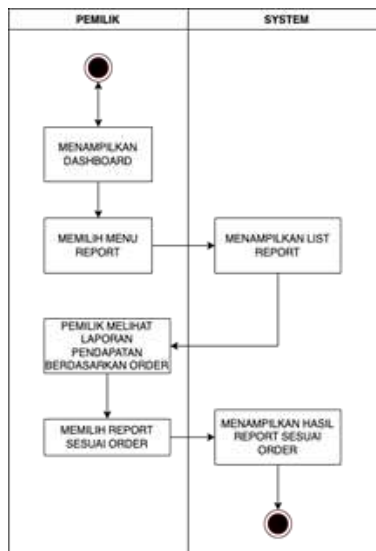 PEMILIK
SYSTEM
MENAMPILKAN
DASHBOARD
MEMILIH MENU
REPORT
MENAMPILKAN LIST
REPORT
PEMILIK MELIHAT
LAPORAN
PENDAPATAN
BERDASARKAN ORDER
MEMILIH REPORT
SESUAI ORDER
MENAMPILKAN HASIL
REPORT SESUAI
ORDER